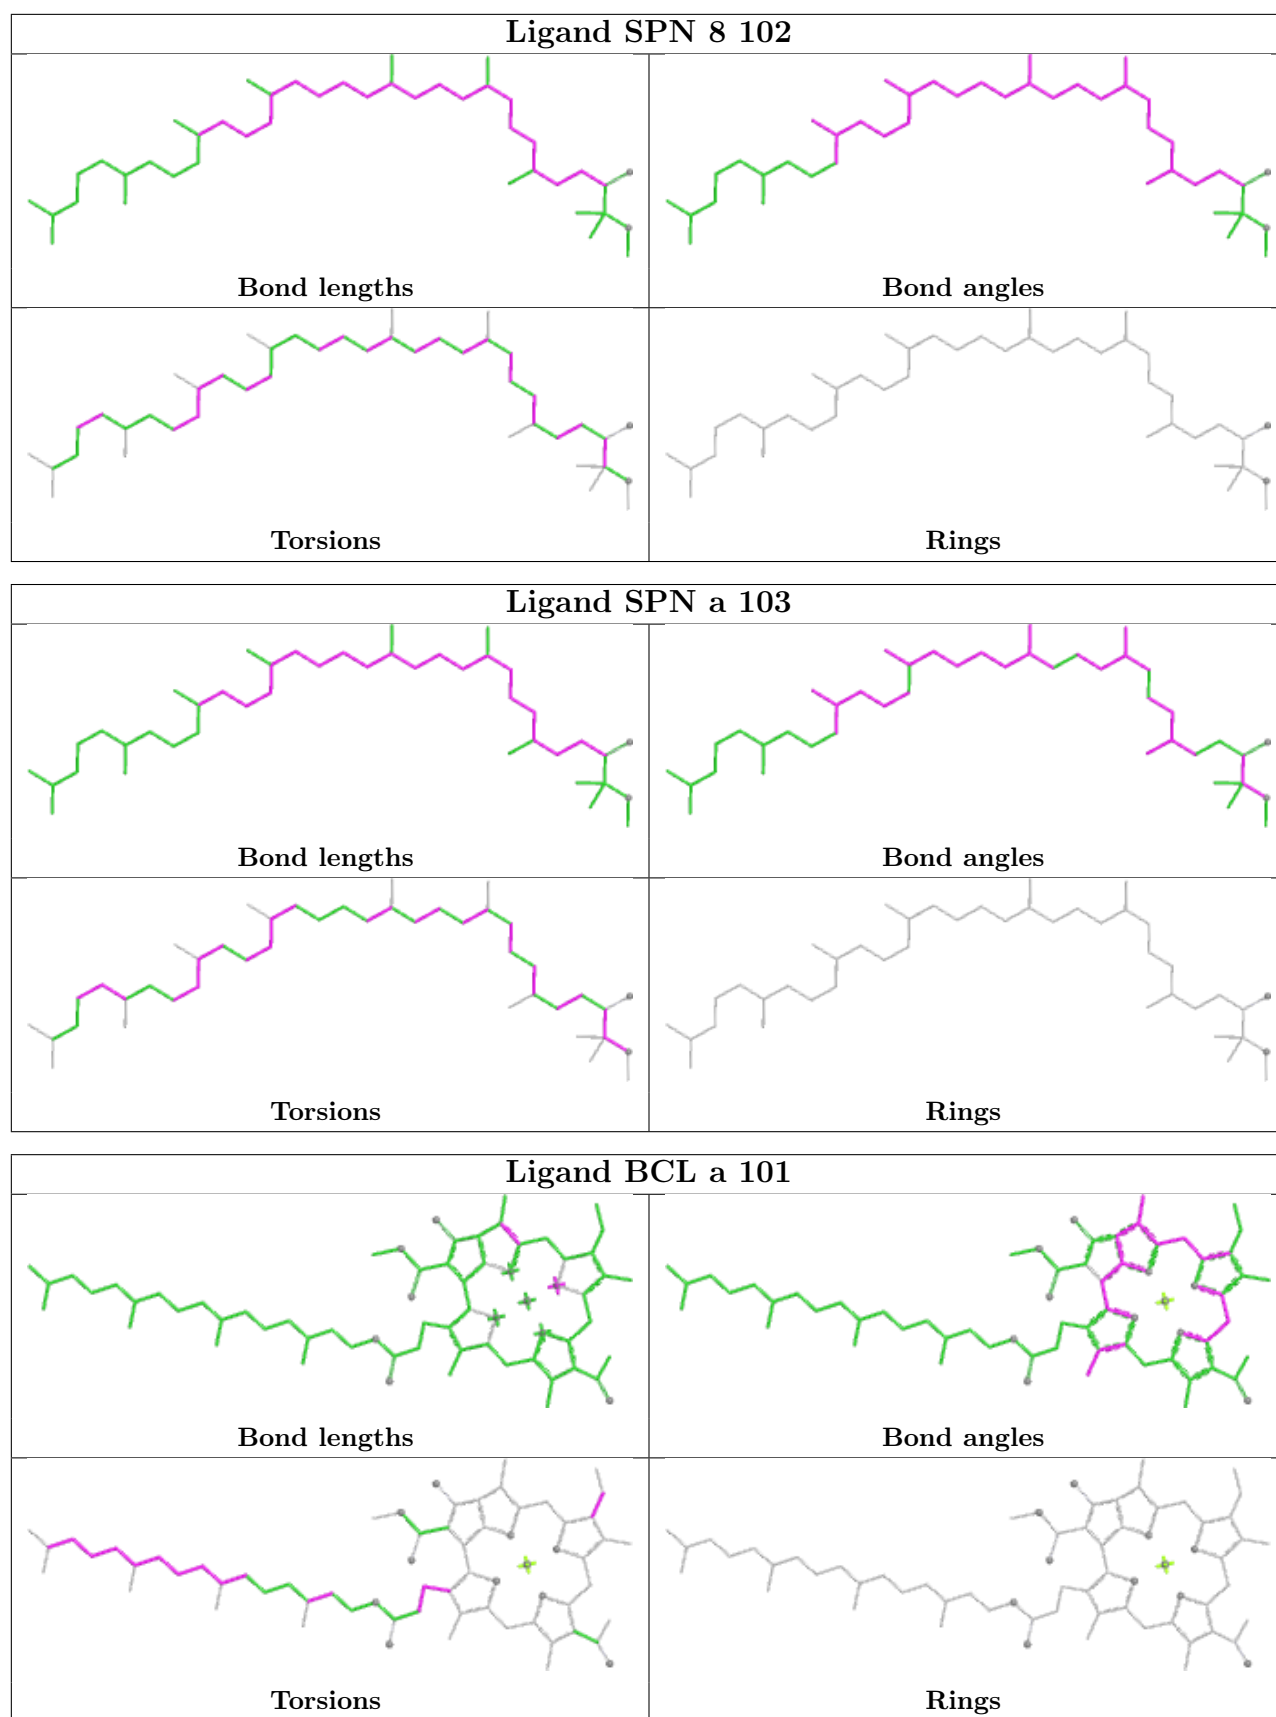 Ligand SPN 8 102
Bond lengths
Bond angles
Torsions
Rings
Ligand SPN a 103
Bond lengths
Bond angles
Torsions
Rings
Ligand BCL a 101
Bond lengths
Bond angles
Torsions
Rings